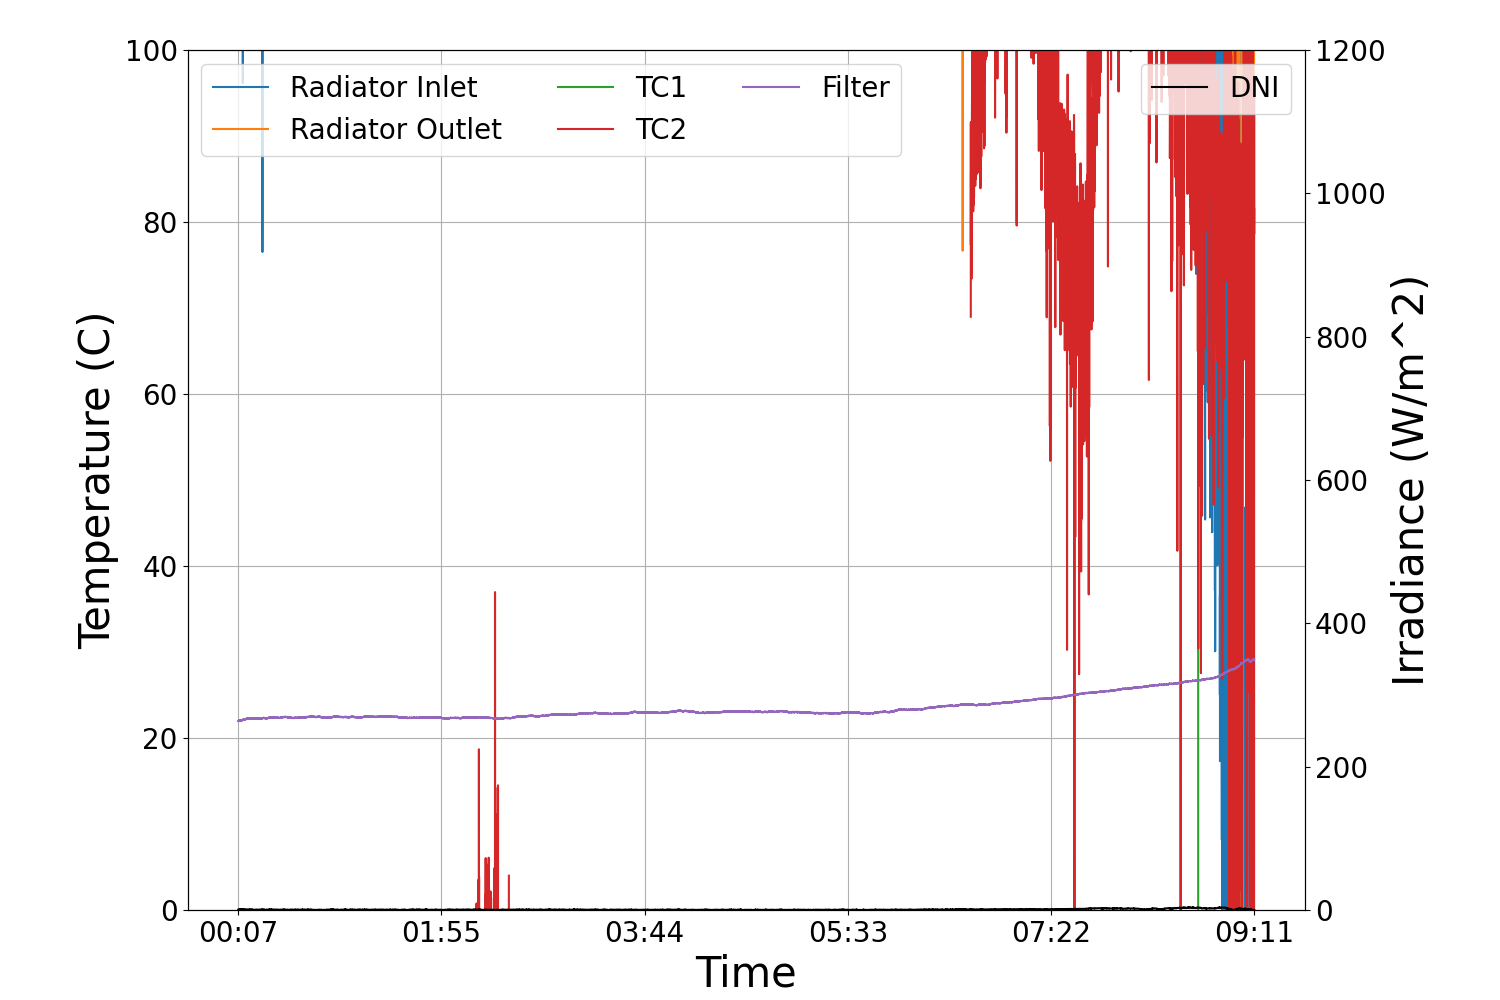 100
80
60
40
20
0
Temperature (C)
Radiator Inlet
Radiator Outlet
TC1
TC2
Filter
DNI
1200
1000
800
600
400
200
0
Irradiance (W/m^2)
00:07 01:55 03:44 05:33 07:22 09:11
Time